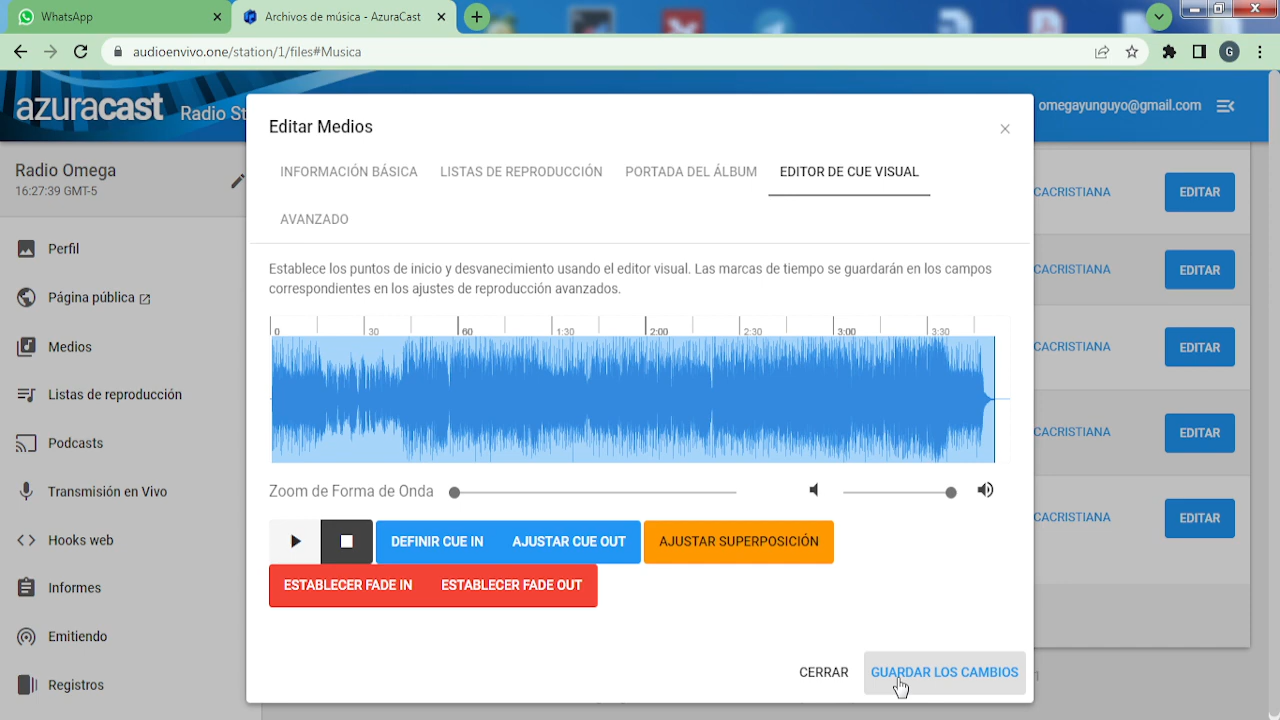 WhatsApp
Archivos de música - AzuraCast
audioenvivo.one/station/1/files#Musica
G
azuracast Radio St
omegayunguyo@gmail.com
Radio Omega
16:27:39 GMT-5
Perfil
Página pública
Medios
Listas de reproducción
Podcasts
Transmisión en Vivo
Hooks web
Informes
Emitiendo
Registros
Editar Medios
INFORMACIÓN BÁSICA LISTAS DE REPRODUCCIÓN PORTADA DEL ÁLBUM EDITOR DE CUE VISUAL
AVANZADO
Establece los puntos de inicio y desvanecimiento usando el editor visual. Las marcas de tiempo se guardarán en los campos
correspondientes en los ajustes de reproducción avanzados.
0 30 60 1:30 2:00 2:30 3:00 3:30
Zoom de Forma de Onda
DEFINIR CUE IN AJUSTAR CUE OUT AJUSTAR SUPERPOSICIÓN
ESTABLECER FADE IN ESTABLECER FADE OUT
CERRAR GUARDAR LOS CAMBIOS
CACRISTIANA EDITAR
CACRISTIANA EDITAR
CACRISTIANA EDITAR
CACRISTIANA EDITAR
CACRISTIANA EDITAR